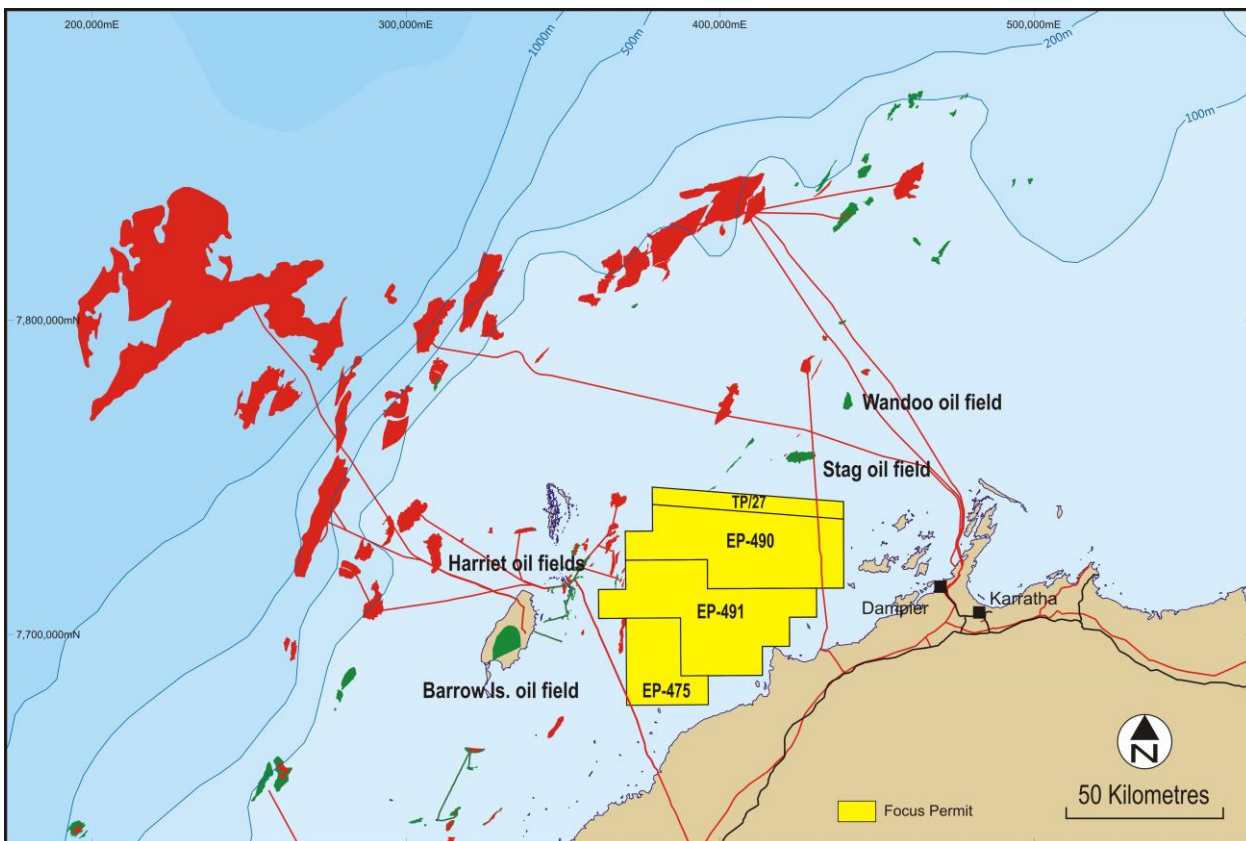 200,000mE
300,000mE
400,000mE
500,000mE
1000m
500m
200m
100m
7,800,000mN
Wandoo oil field
Stag oil field
TP/27
EP-490
Harriet oil fields
EP-491
Dampier
Karratha
7,700,000mN
Barrow Is. oil field
EP-475
N
50 Kilometres
Focus Permit